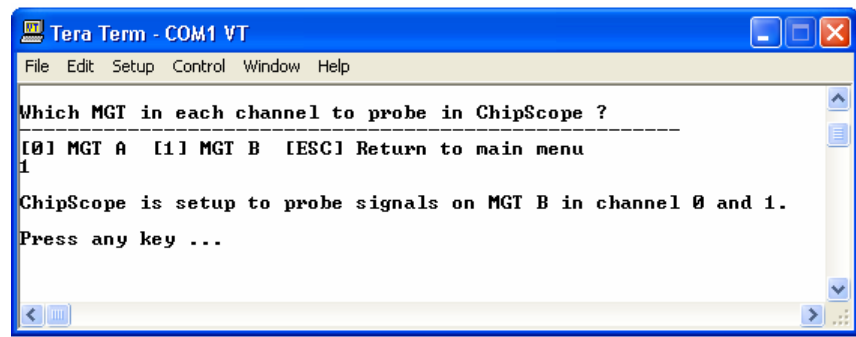 Tera Term - COM1 VT
File Edit Setup Control Window Help
Which MGT in each channel to probe in ChipScope ?
------------------------------------------------------------
[0] MGT A [1] MGT B [ESC] Return to main menu
1
ChipScope is setup to probe signals on MGT B in channel 0 and 1.
Press any key ...